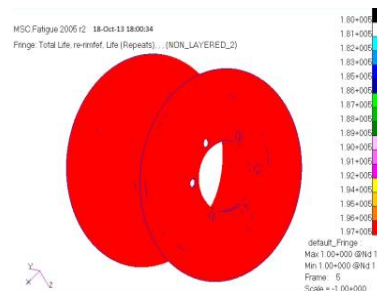 MSC.Fatigue 2005 r2 18-Oct-13 18:00:34
Fringe: Total Life, re-rimfef, Life (Repeats). . , (NON_LAYERED_2)
1.80+005
1.81+005
1.82+005
1.83+005
1.85+005
1.86+005
1.87+005
1.88+005
1.89+005
1.90+005
1.91+005
1.92+005
1.94+005
1.95+005
1.96+005
1.97+005
default_Fringe :
Max 1.00+000 @Nd 1
Min 1.00+000 @Nd 1
Frame: 5
Scale = -1.00+000
Y
Z
X